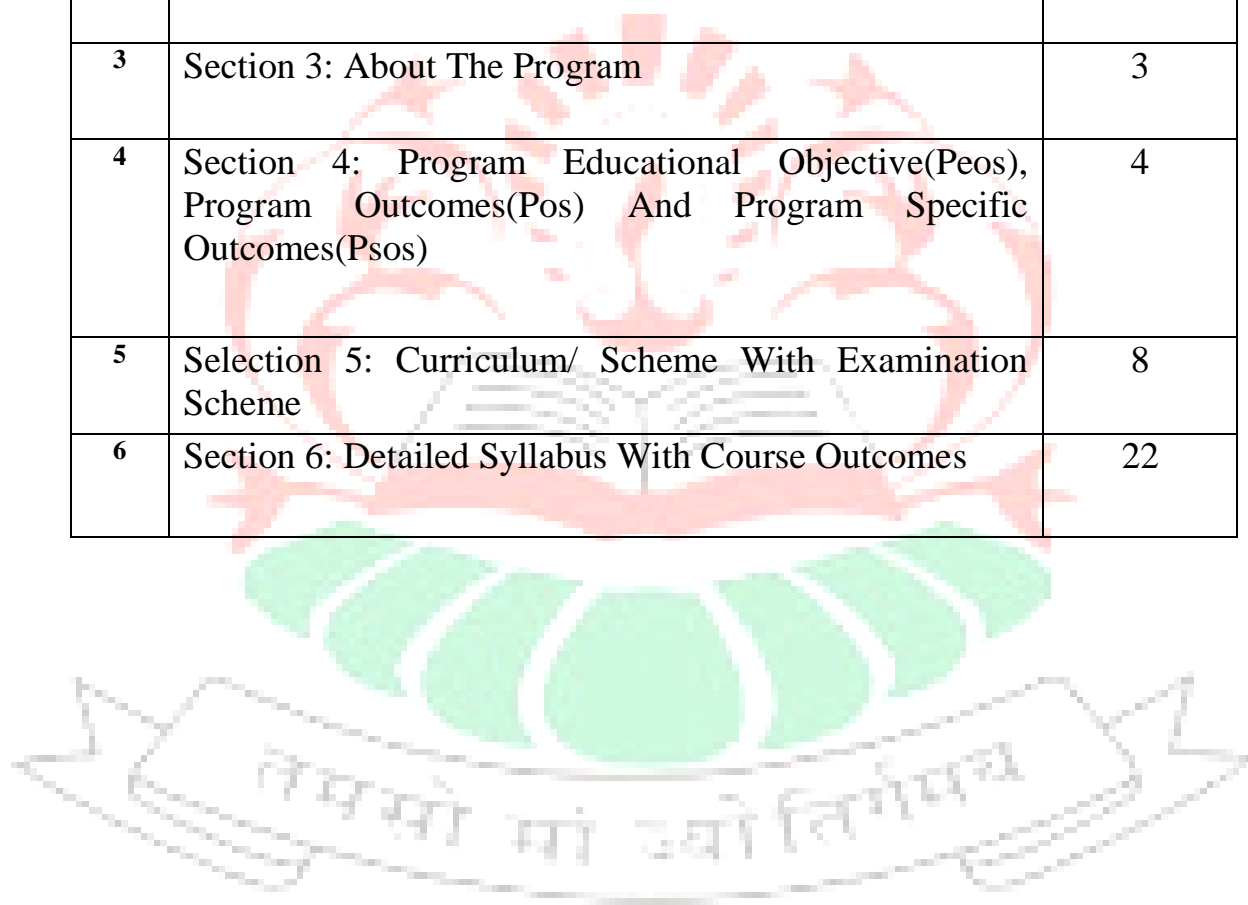 3 Section 3: About The Program 3
4 Section 4: Program Educational Objective(Peos), 4
Program Outcomes(Pos) And Program Specific
Outcomes(Psos)
5 Selection 5: Curriculum/ Scheme With Examination 8
Scheme
6 Section 6: Detailed Syllabus With Course Outcomes 22